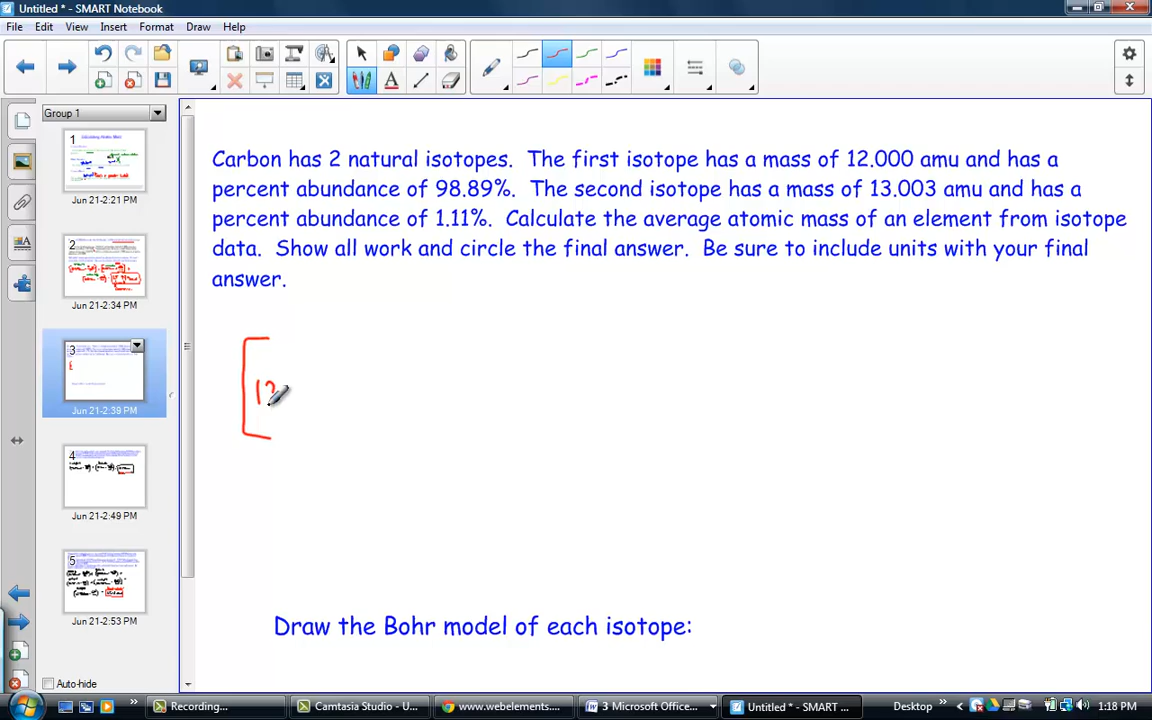 Untitled * - SMART Notebook
File Edit View Insert Format Draw Help
Group 1
1
Jun 21-2:21 PM
2
Jun 21-2:34 PM
3
Jun 21-2:39 PM
4
Jun 21-2:49 PM
5
Jun 21-2:53 PM
Auto-hide
Carbon has 2 natural isotopes. The first isotope has a mass of 12.000 amu and has a
percent abundance of 98.89%. The second isotope has a mass of 13.003 amu and has a
percent abundance of 1.11%. Calculate the average atomic mass of an element from isotope
data. Show all work and circle the final answer. Be sure to include units with your final
answer.
[12
Draw the Bohr model of each isotope:
Recording...
Camtasia Studio - U...
www.webelements....
3 Microsoft Office...
Untitled * - SMART ...
Desktop
1:18 PM